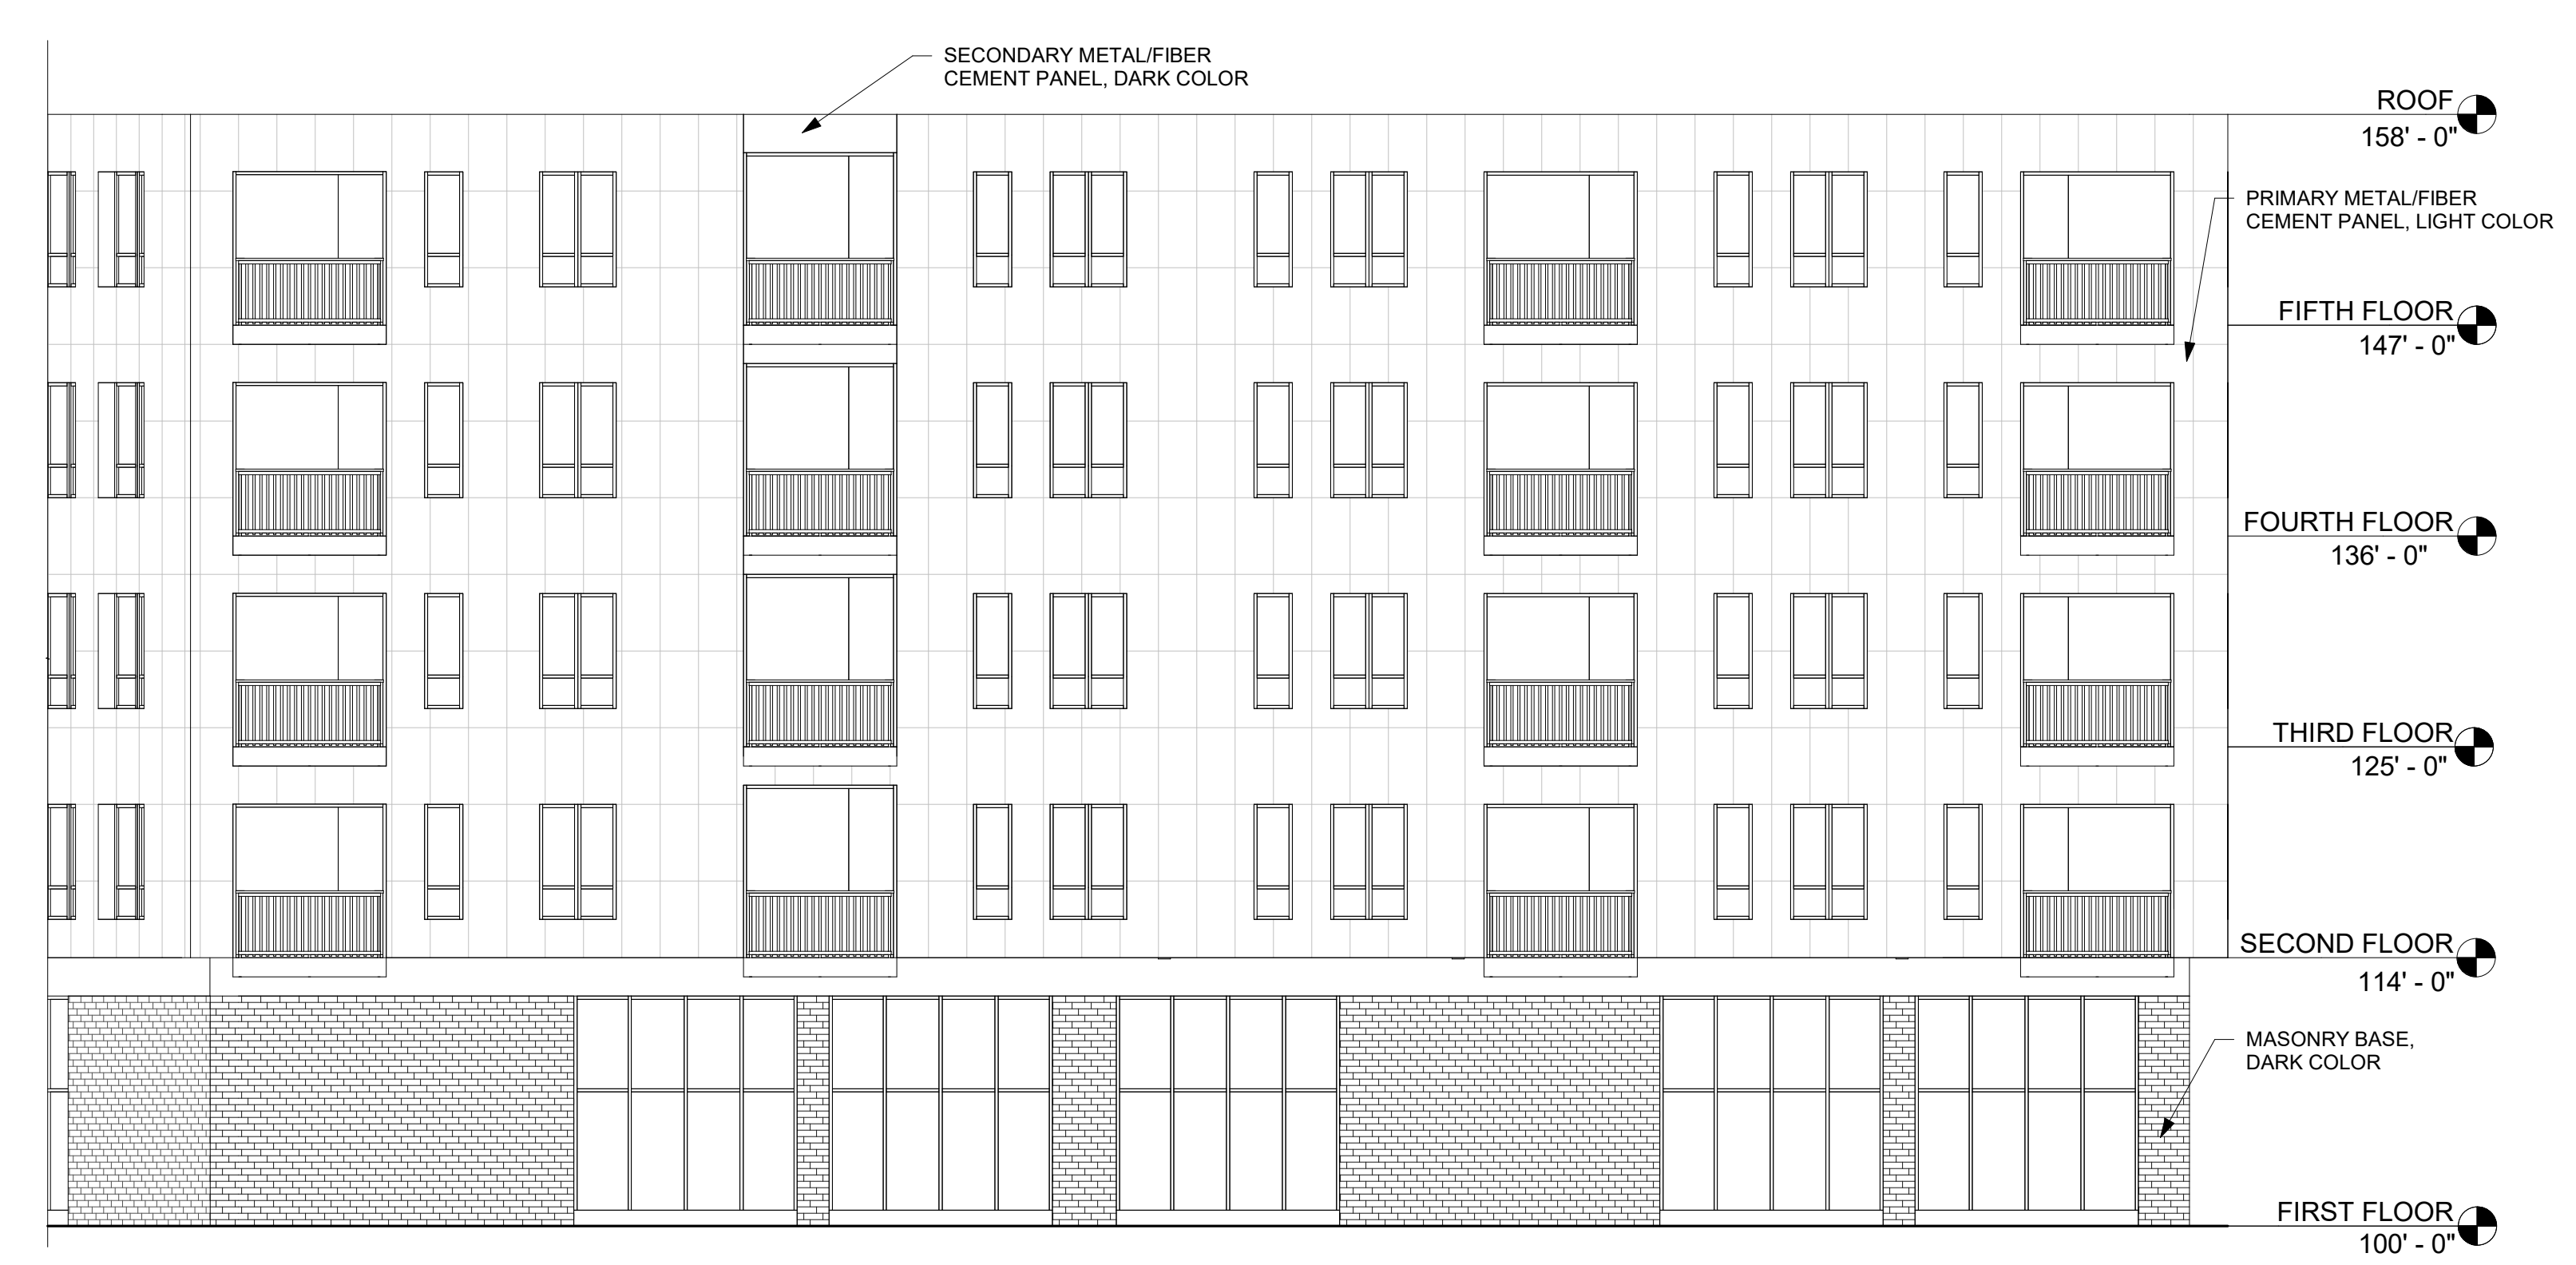 SECONDARY METAL/FIBER
CEMENT PANEL, DARK COLOR
ROOF
158' - 0"
PRIMARY METAL/FIBER
CEMENT PANEL, LIGHT COLOR
FIFTH FLOOR
147' - 0"
FOURTH FLOOR
136' - 0"
THIRD FLOOR
125' - 0"
SECOND FLOOR
114' - 0"
MASONRY BASE,
DARK COLOR
FIRST FLOOR
100' - 0"